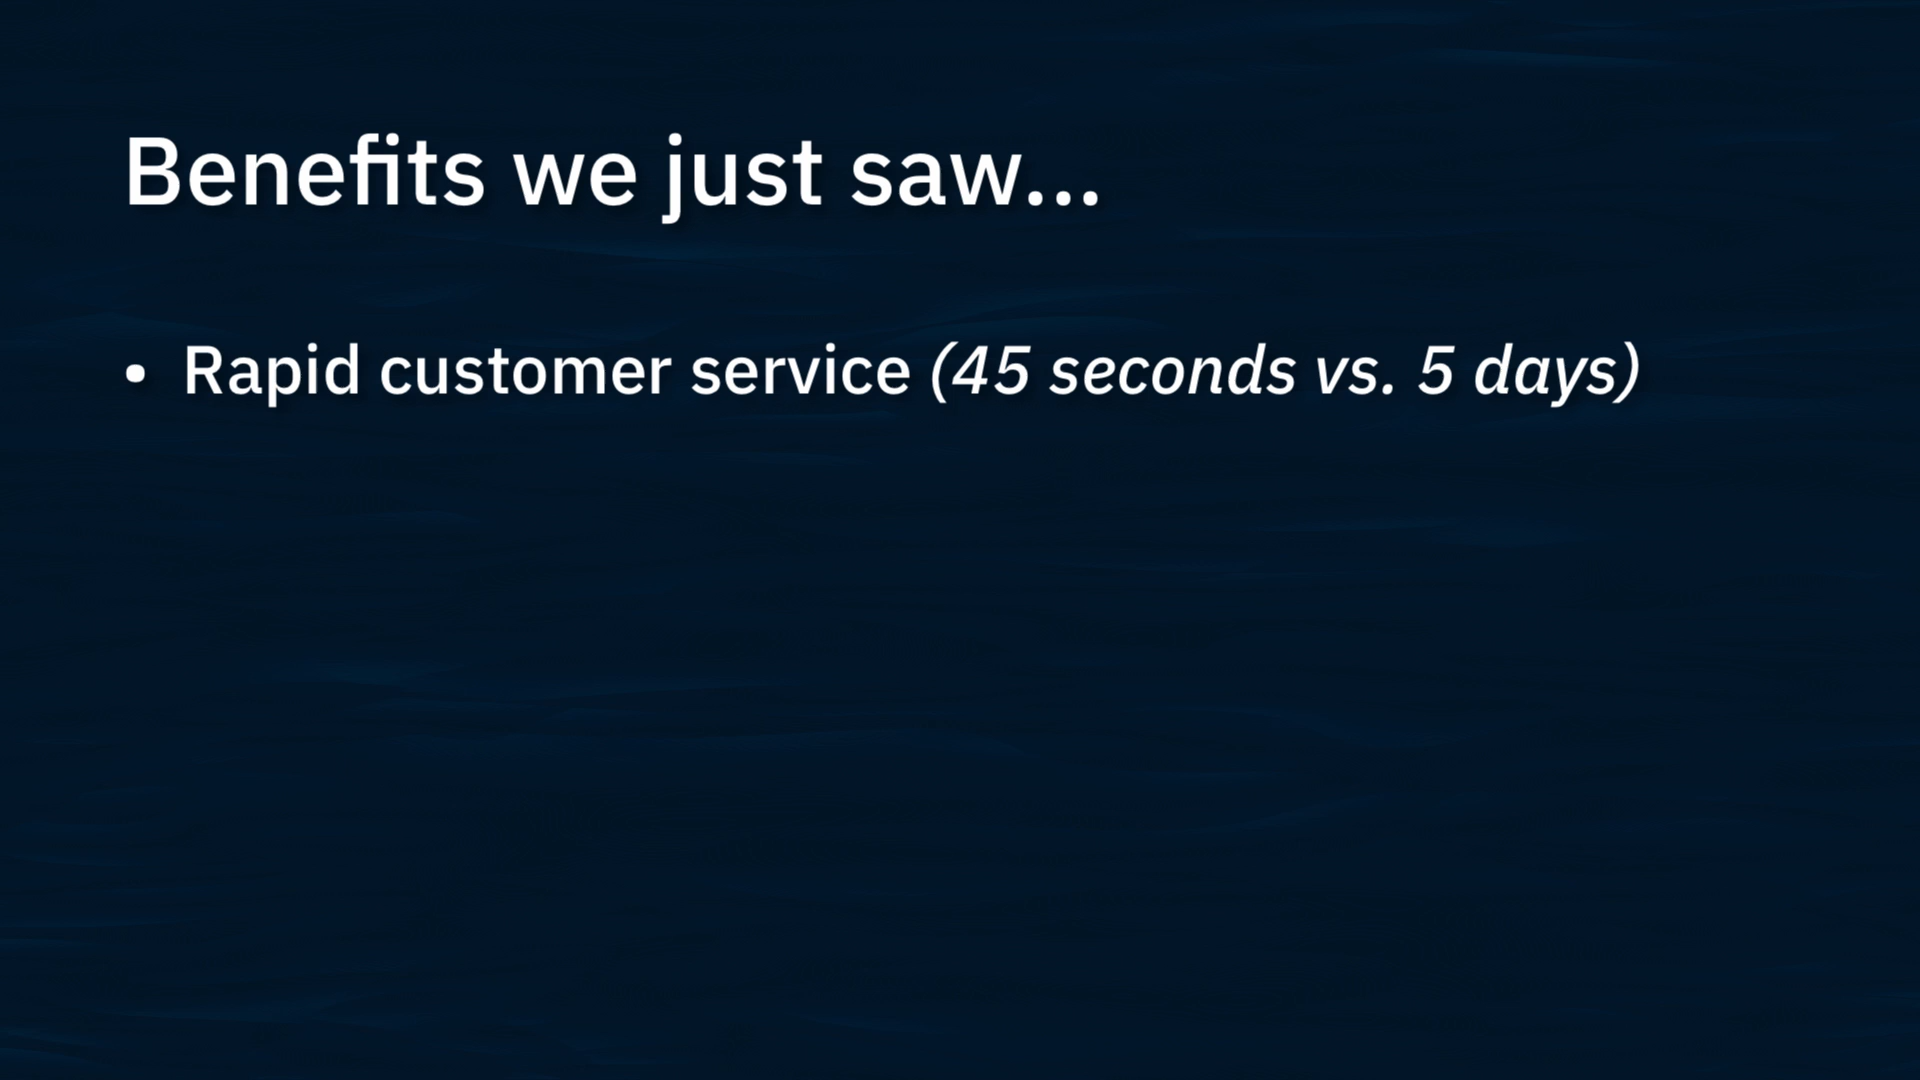 Benefits we just saw...
• Rapid customer service (45 seconds vs. 5 days)